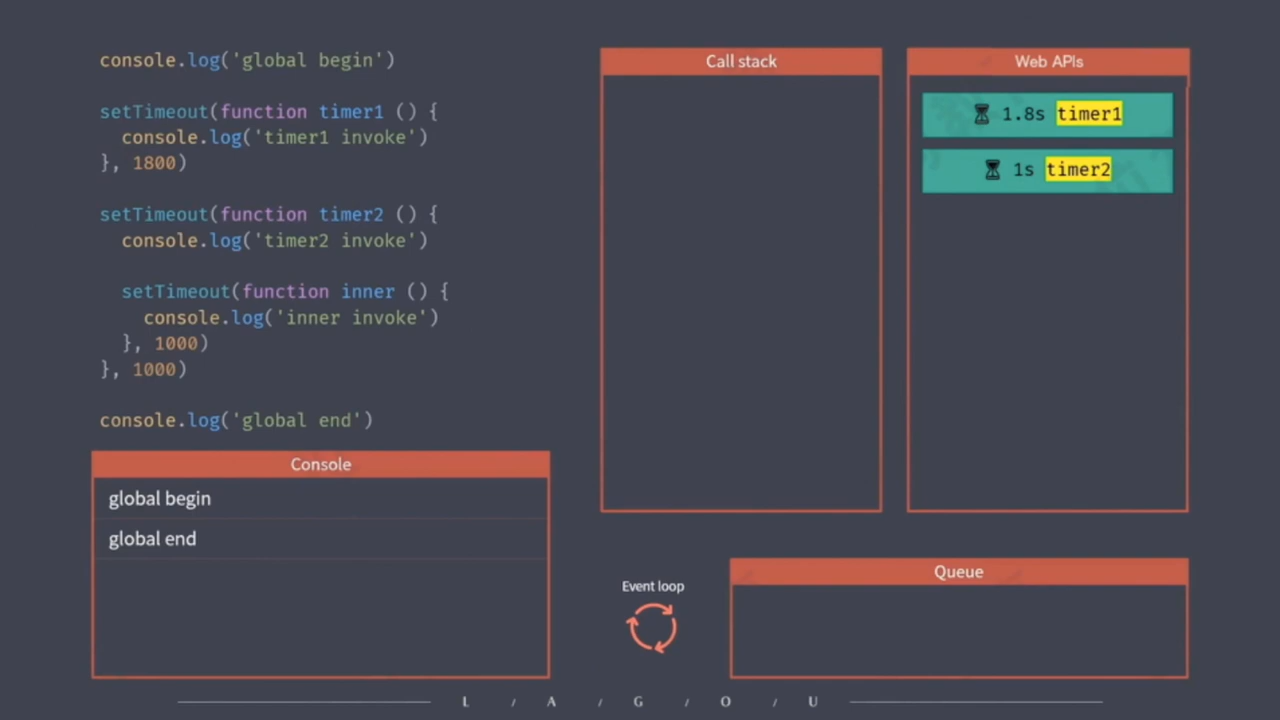 console.log('global begin')
setTimeout(function timer1 () {
  console.log('timer1 invoke')
}, 1800)
setTimeout(function timer2 () {
  console.log('timer2 invoke')
  setTimeout(function inner () {
    console.log('inner invoke')
  }, 1000)
}, 1000)
console.log('global end')
Console
global begin
global end
Call stack
Web APIs
1.8s timer1
1s timer2
Event loop
Queue
L / A / G / O / U